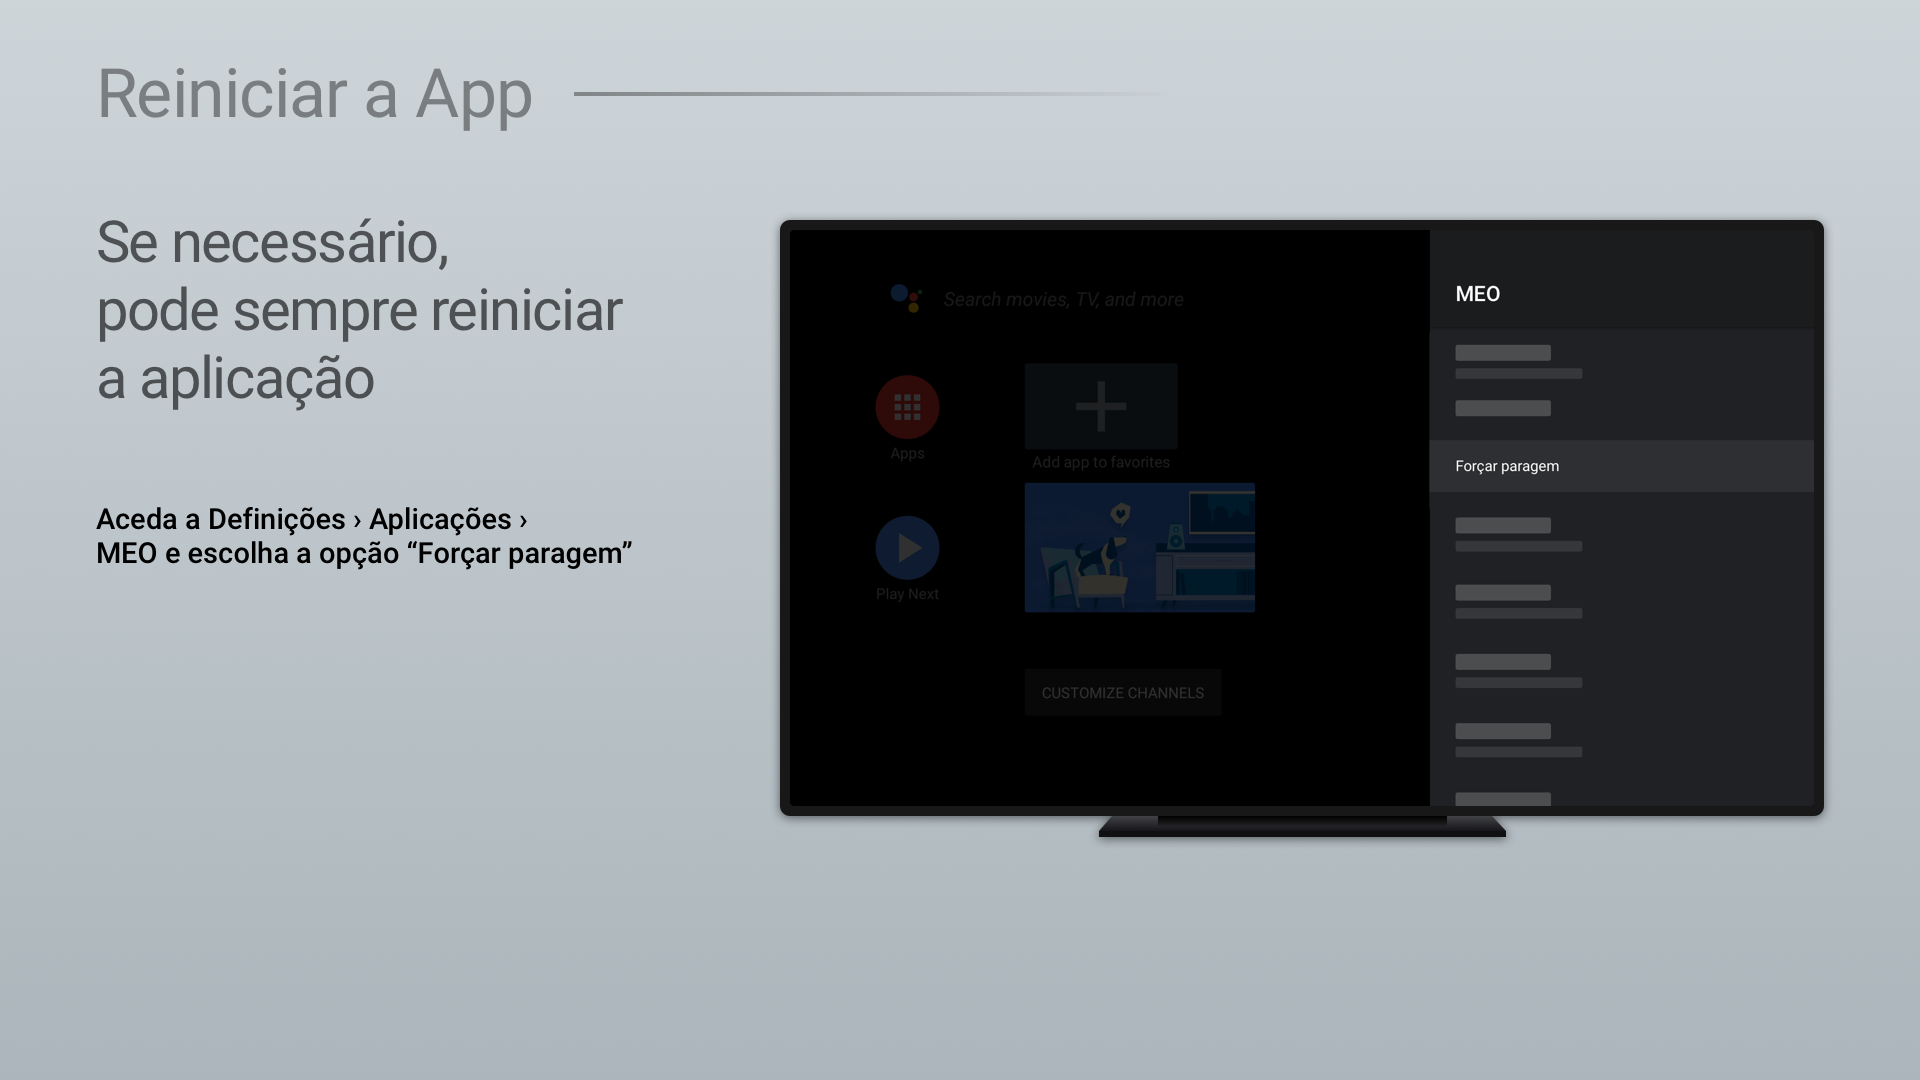 Reiniciar a App
Se necessário,
pode sempre reiniciar
a aplicação
Aceda a Definições › Aplicações ›
MEO e escolha a opção “Forçar paragem”
Search movies, TV, and more
Apps
Add app to favorites
Play Next
CUSTOMIZE CHANNELS
MEO
Forçar paragem